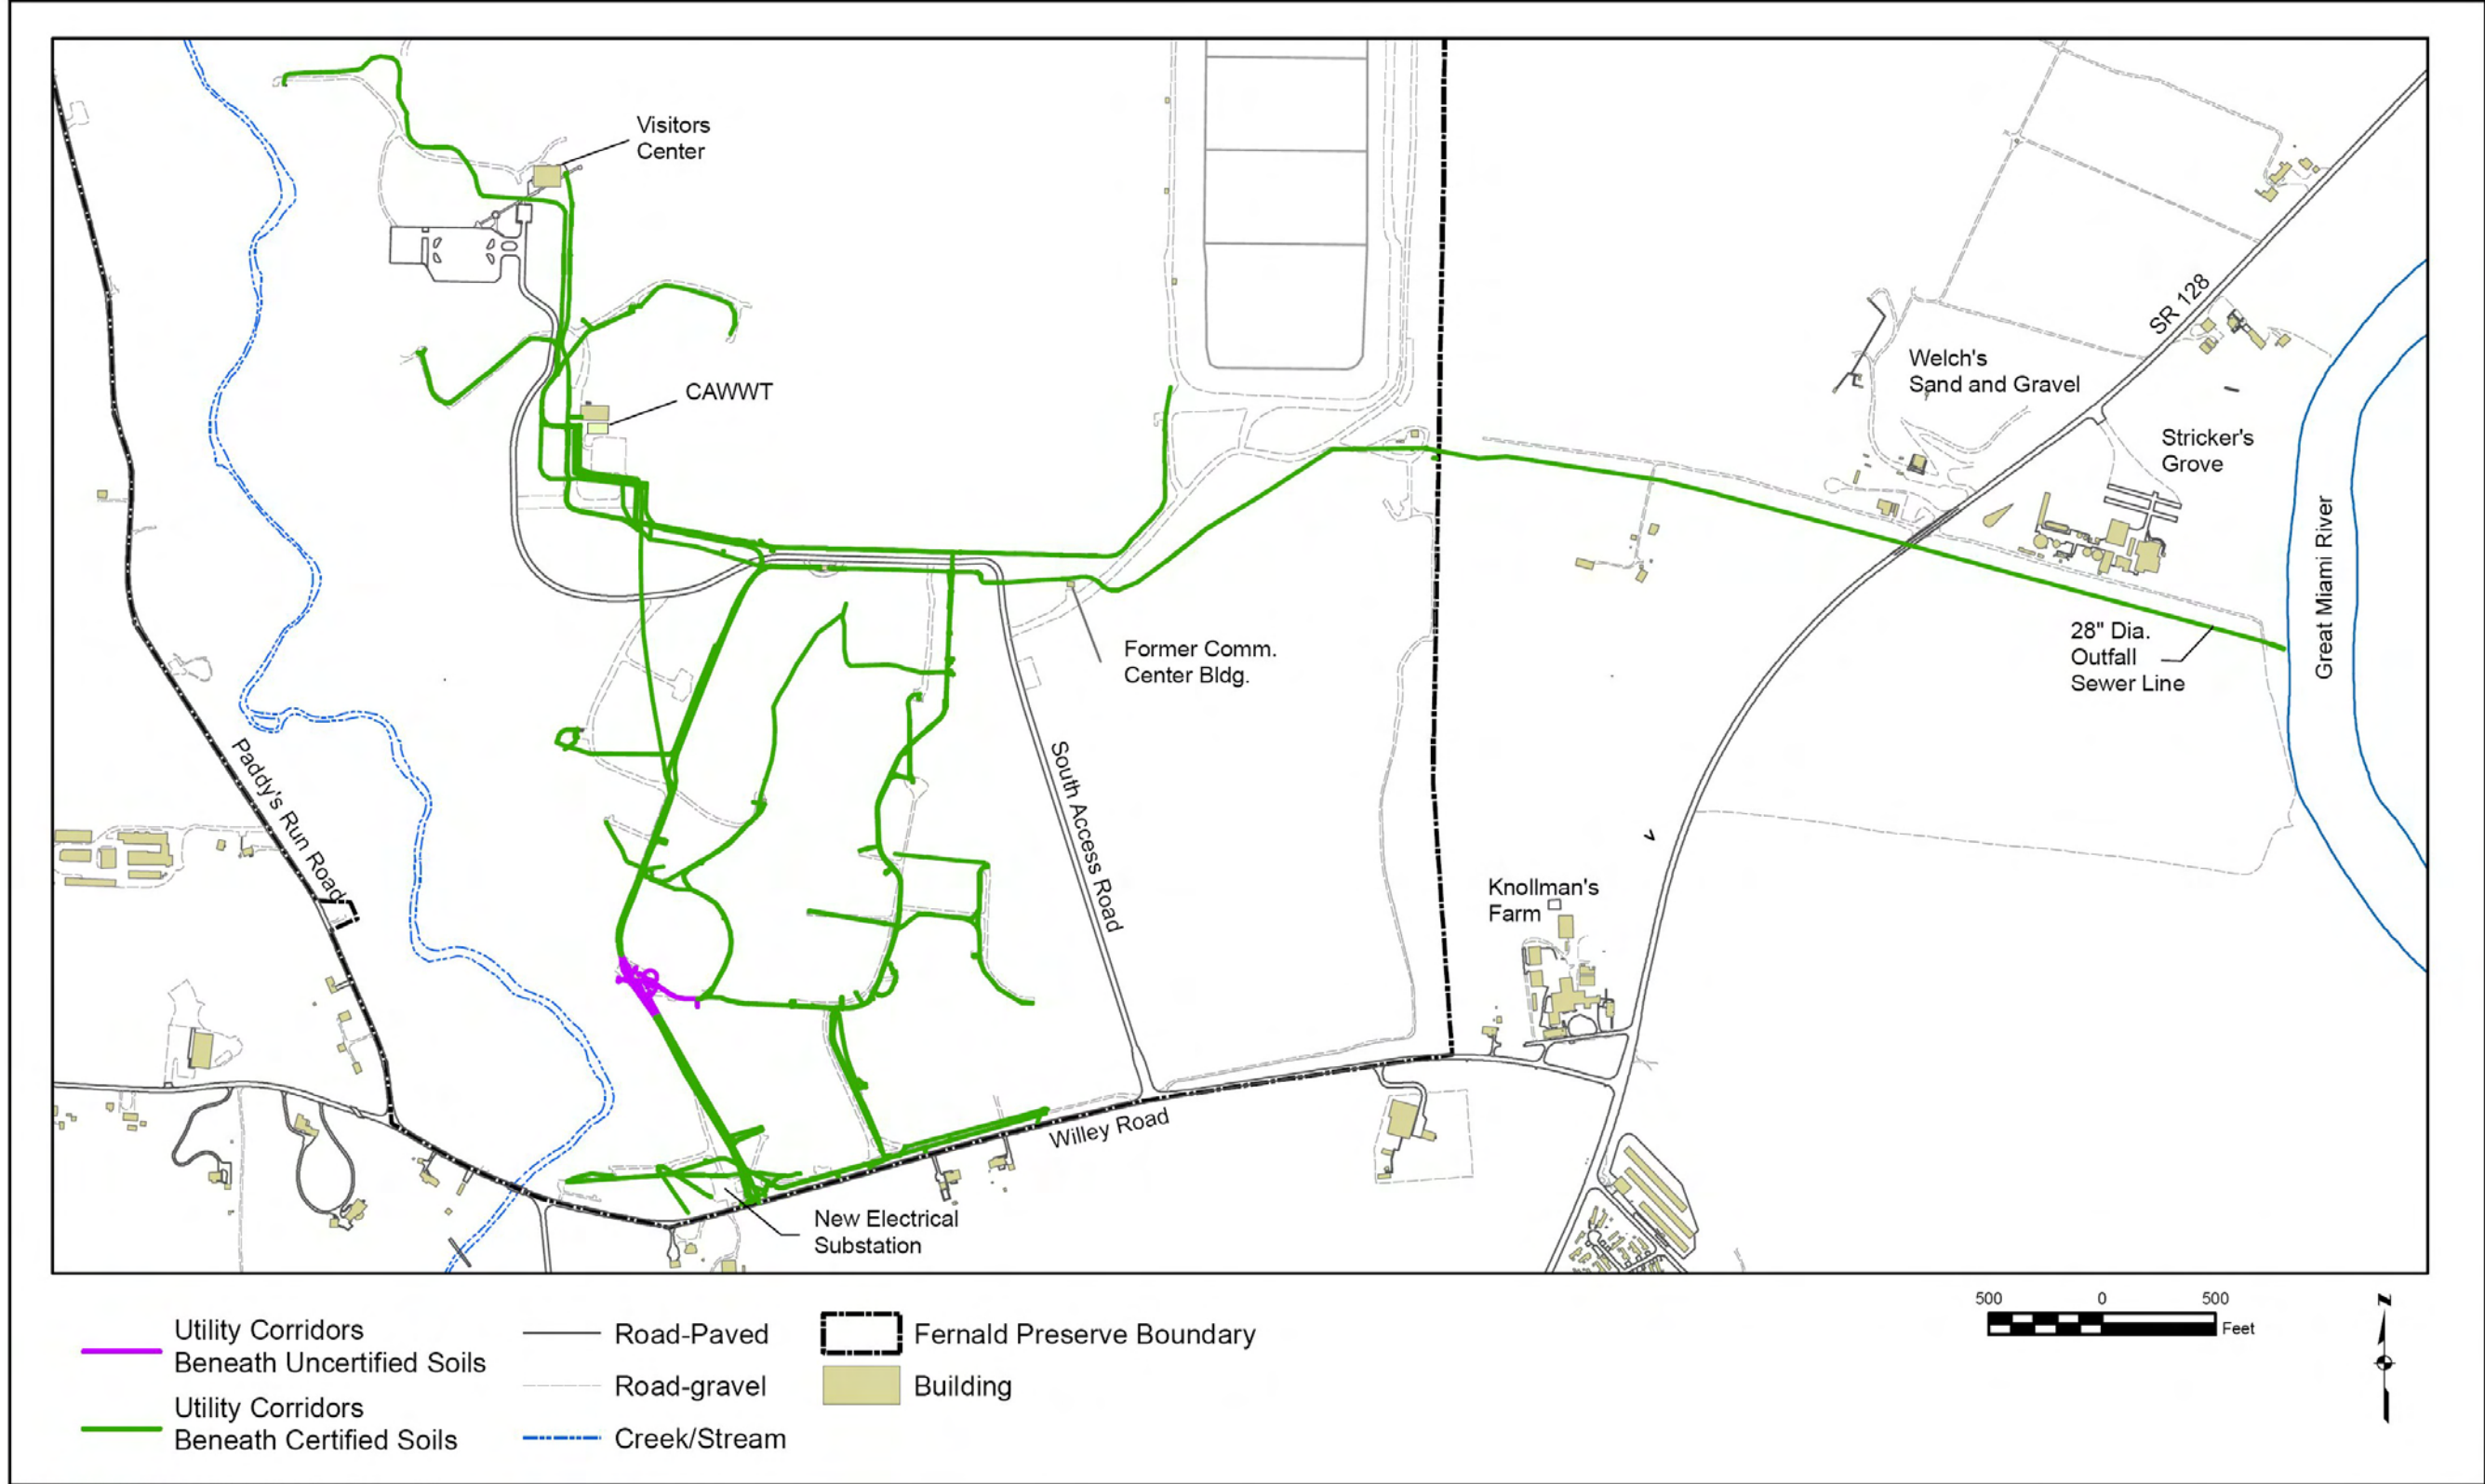 Visitors
Center
CAWWT
SR 128
Welch's
Sand and Gravel
Stricker's
Grove
Great Miami River
28" Dia.
Outfall
Sewer Line
Former Comm.
Center Bldg.
South Access Road
Paddy's Run Road
Knollman's
Farm
Willey Road
New Electrical
Substation
Utility Corridors
Beneath Uncertified Soils
Utility Corridors
Beneath Certified Soils
Road-Paved
Road-gravel
Creek/Stream
Fernald Preserve Boundary
Building
500 0 500
Feet
N